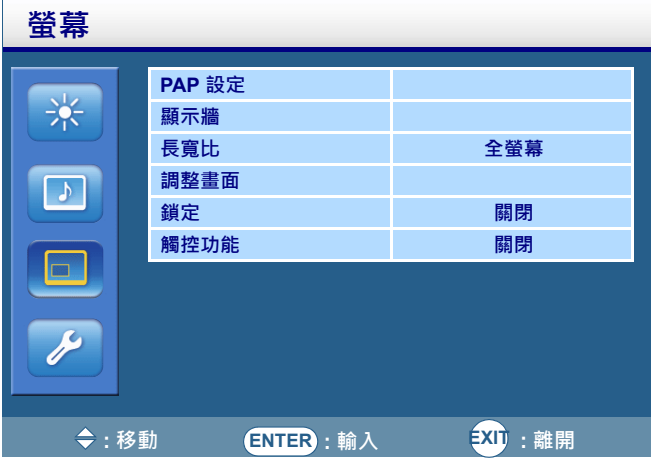 螢幕
PAP 設定
顯示牆
長寬比 全螢幕
調整畫面
鎖定 關閉
觸控功能 關閉
：移動 ENTER：輸入 EXIT：離開